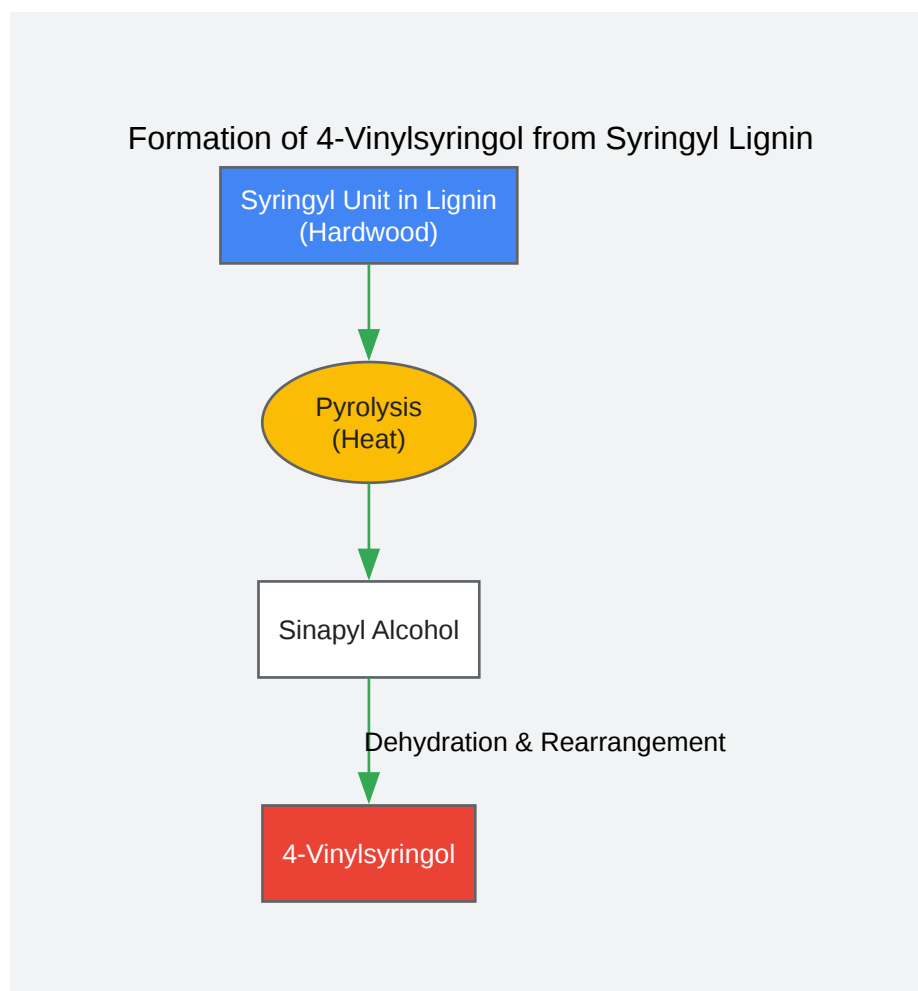 Formation of 4-Vinylsyringol from Syringyl Lignin
Syringyl Unit in Lignin
(Hardwood)
Pyrolysis
(Heat)
Sinapyl Alcohol
Dehydration & Rearrangement
4-Vinylsyringol